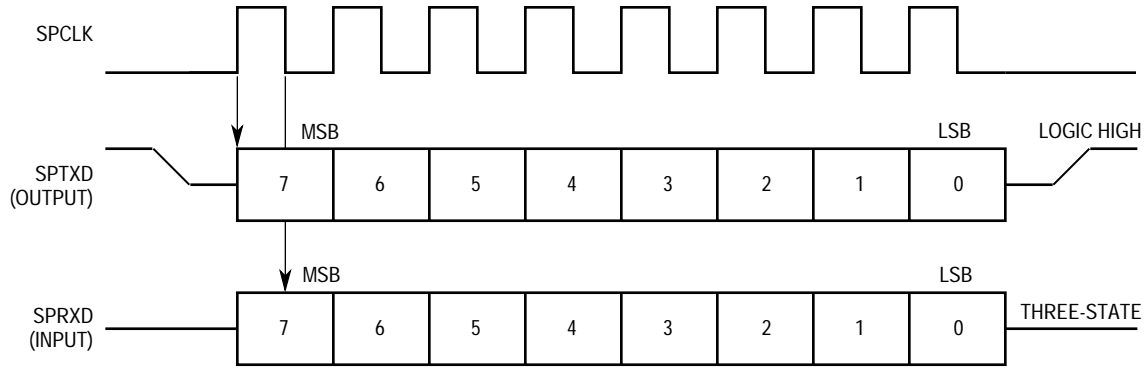 SPCLK
MSB
LSB
LOGIC HIGH
SPTXD
(OUTPUT)
7 6 5 4 3 2 1 0
MSB
LSB
SPRXD
(INPUT)
7 6 5 4 3 2 1 0
THREE-STATE